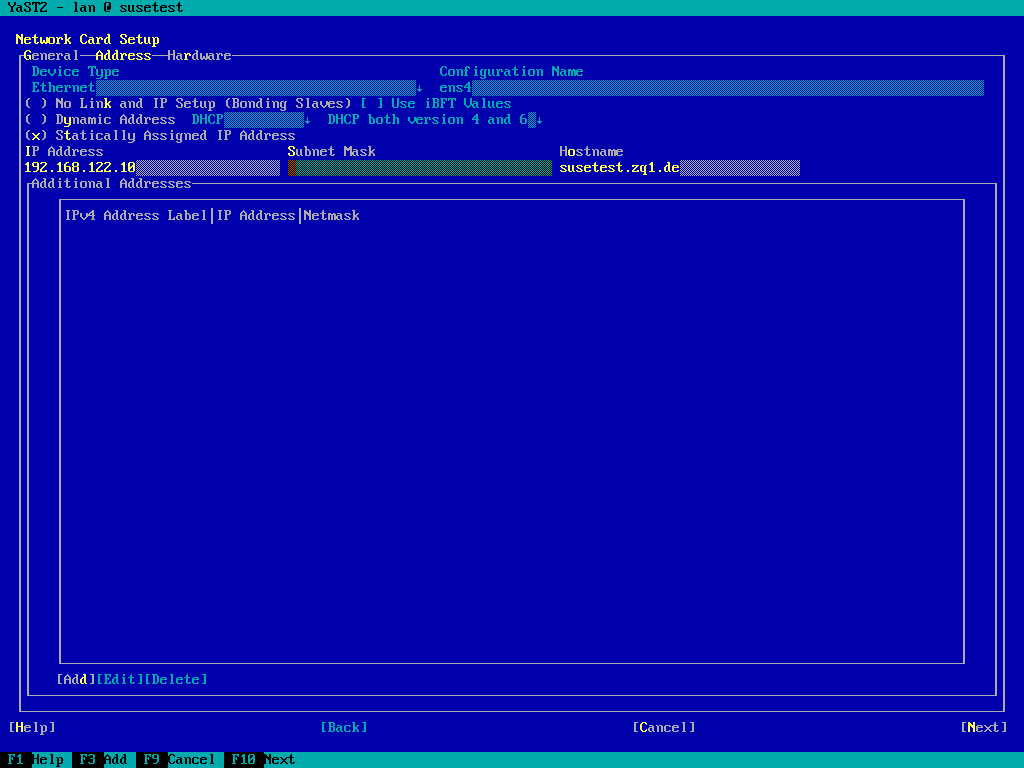 YaST2 - lan @ susetest
Network Card Setup
General Address Hardware
Device Type Configuration Name
Ethernet ↓ ens4
( ) No Link and IP Setup (Bonding Slaves) [ ] Use iBFT Values
( ) Dynamic Address DHCP ↓ DHCP both version 4 and 6 ↓
(x) Statically Assigned IP Address
IP Address Subnet Mask Hostname
192.168.122.10 susetest.zq1.de
Additional Addresses
IPv4 Address Label|IP Address|Netmask
[Add][Edit][Delete]
[Help] [Back] [Cancel] [Next]
F1 Help F3 Add F9 Cancel F10 Next